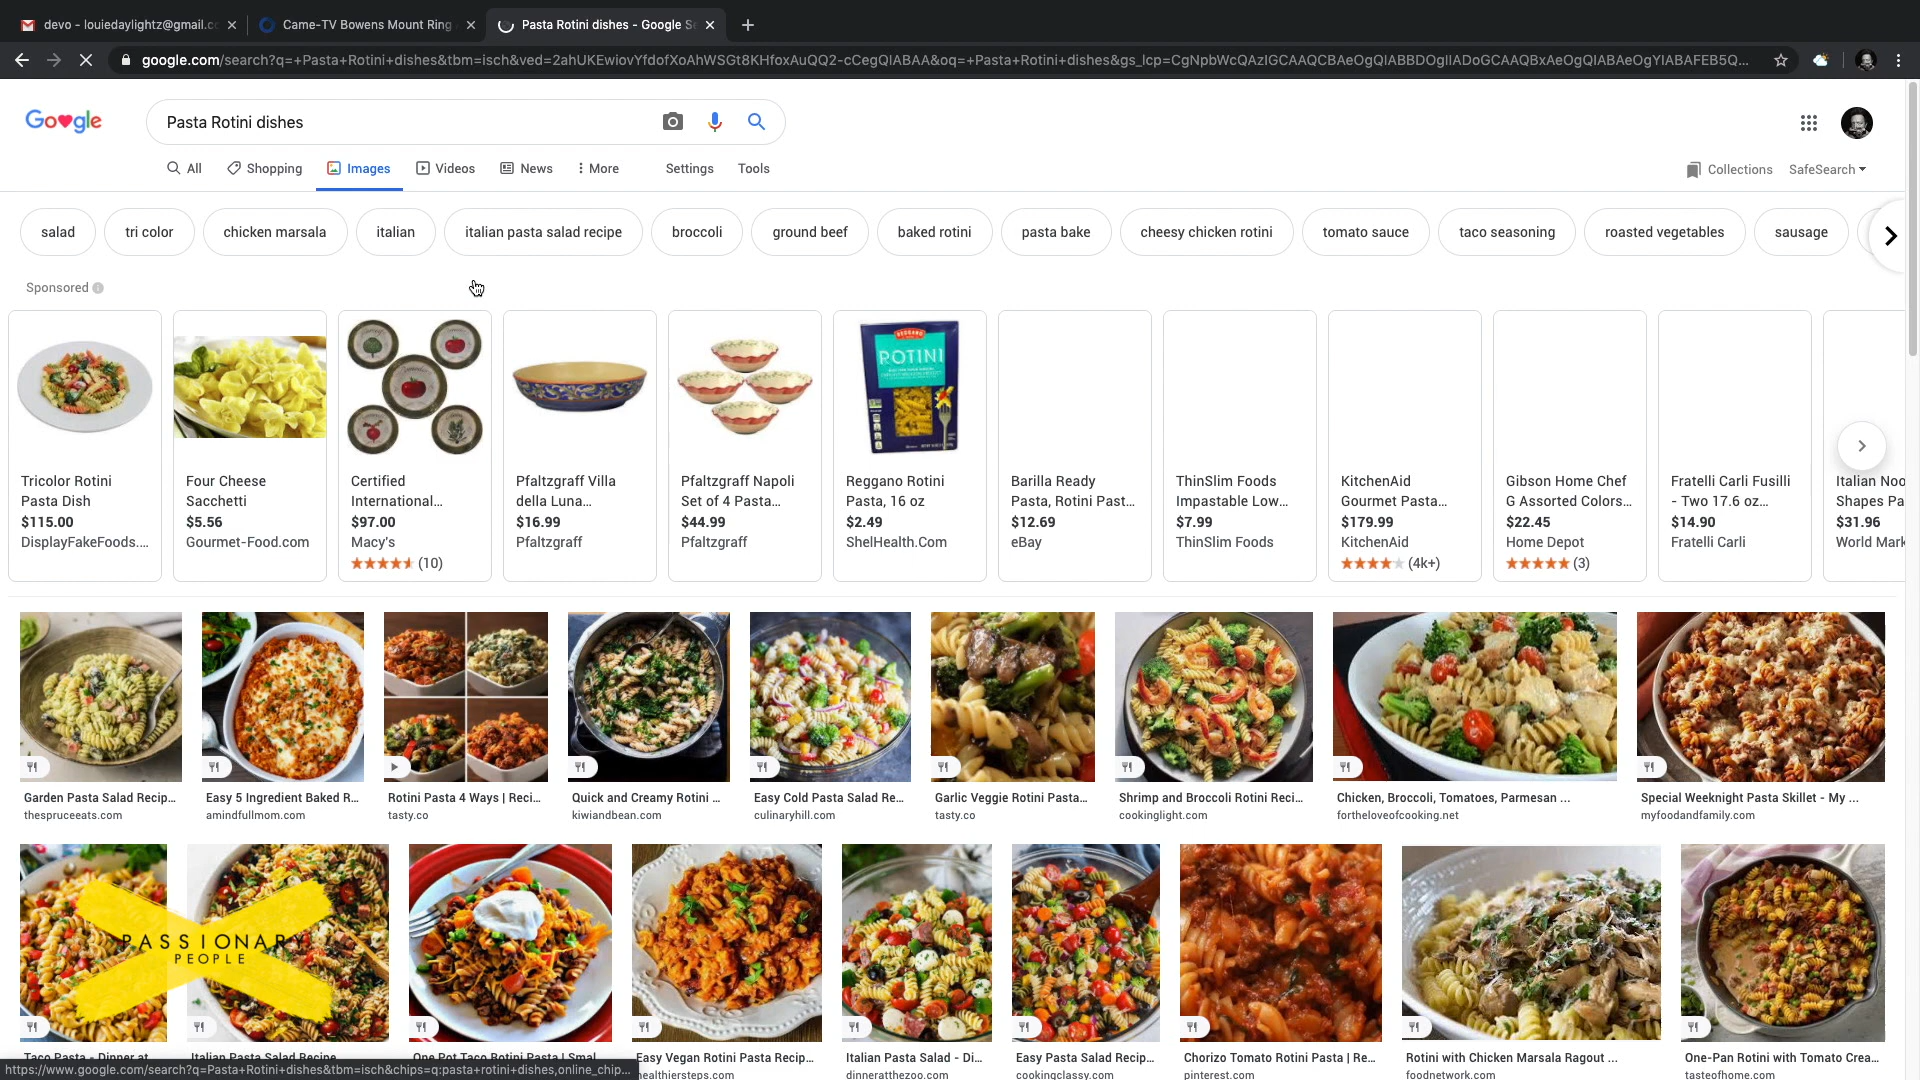 devo - louiedaylightz@gmail.c
Came-TV Bowens Mount Ring
Pasta Rotini dishes - Google Se
google.com/search?q=+Pasta+Rotini+dishes&tbm=isch&ved=2ahUKEwiovYfdofXoAhWSGt8KHfoxAuQQ2-cCegQIABAA&oq=+Pasta+Rotini+dishes&gs_lcp=CgNpbWcQAzIGCAAQCBAeOgQIABBDOgIIADoGCAAQBxAeOgQIABAeOgYIABAFEB5Q...
Google
Pasta Rotini dishes
All Shopping Images Videos News More Settings Tools
Collections SafeSearch
salad tri color chicken marsala italian italian pasta salad recipe broccoli ground beef baked rotini pasta bake cheesy chicken rotini tomato sauce taco seasoning roasted vegetables sausage
Sponsored
REGGANO
ROTINI
Tricolor Rotini
Pasta Dish
$115.00
DisplayFakeFoods....
Four Cheese
Sacchetti
$5.56
Gourmet-Food.com
Certified
International...
$97.00
Macy's
(10)
Pfaltzgraff Villa
della Luna...
$16.99
Pfaltzgraff
Pfaltzgraff Napoli
Set of 4 Pasta...
$44.99
Pfaltzgraff
Reggano Rotini
Pasta, 16 oz
$2.49
ShelHealth.Com
Barilla Ready
Pasta, Rotini Past...
$12.69
eBay
ThinSlim Foods
Impastable Low...
$7.99
ThinSlim Foods
KitchenAid
Gourmet Pasta...
$179.99
KitchenAid
(4k+)
Gibson Home Chef
G Assorted Colors...
$22.45
Home Depot
(3)
Fratelli Carli Fusilli
- Two 17.6 oz...
$14.90
Fratelli Carli
Italian Noo
Shapes Pa
$31.96
World Mark
Garden Pasta Salad Recip...
thespruceeats.com
Easy 5 Ingredient Baked R...
amindfullmom.com
Rotini Pasta 4 Ways | Reci...
tasty.co
Quick and Creamy Rotini ...
kiwiandbean.com
Easy Cold Pasta Salad Re...
culinaryhill.com
Garlic Veggie Rotini Pasta...
tasty.co
Shrimp and Broccoli Rotini Reci...
cookinglight.com
Chicken, Broccoli, Tomatoes, Parmesan ...
fortheloveofcooking.net
Special Weeknight Pasta Skillet - My ...
myfoodandfamily.com
PASSIONARY
PEOPLE
Taco Pasta - Dinner at
Italian Pasta Salad Recipe
One Pot Taco Rotini Pasta | Smal
Easy Vegan Rotini Pasta Recip...
healthiersteps.com
Italian Pasta Salad - Di...
dinneratthezoo.com
Easy Pasta Salad Recip...
cookingclassy.com
Chorizo Tomato Rotini Pasta | Re...
pinterest.com
Rotini with Chicken Marsala Ragout ...
foodnetwork.com
One-Pan Rotini with Tomato Crea...
tasteofhome.com
https://www.google.com/search?q=Pasta+Rotini+dishes&tbm=isch&chips=q:pasta+rotini+dishes,online_chip...